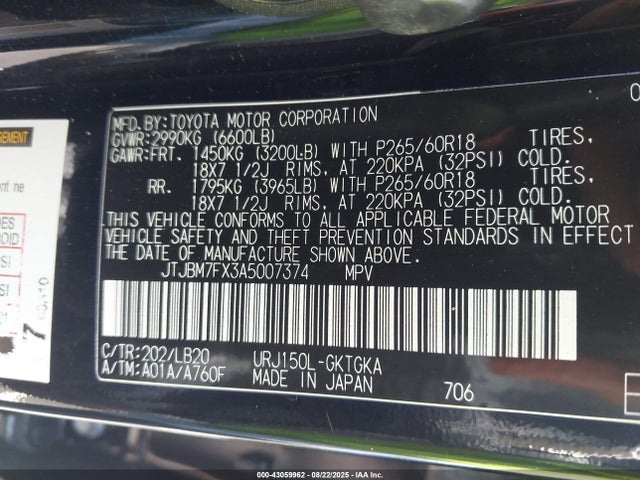 MFD.BY:TOYOTA MOTOR CORPORATION
GVWR:2990KG (6600LB)
GAWR:FRT. 1450KG (3200LB) WITH P265/60R18 TIRES,
18X7 1/2J RIMS, AT 220KPA (32PSI) COLD.
RR. 1795KG (3965LB) WITH P265/60R18 TIRES,
18X7 1/2J RIMS, AT 220KPA (32PSI) COLD.
THIS VEHICLE CONFORMS TO ALL APPLICABLE FEDERAL MOTOR
VEHICLE SAFETY AND THEFT PREVENTION STANDARDS IN EFFECT
THE DATE OF MANUFACTURE SHOWN ABOVE.
JTJBM7FX3A5007374 MPV
C/TR:202/LB20 URJ150L-GKTGKA
A/TM:A01A/A760F MADE IN JAPAN 706
000-43059962 - 08/22/2025 - IAA Inc.